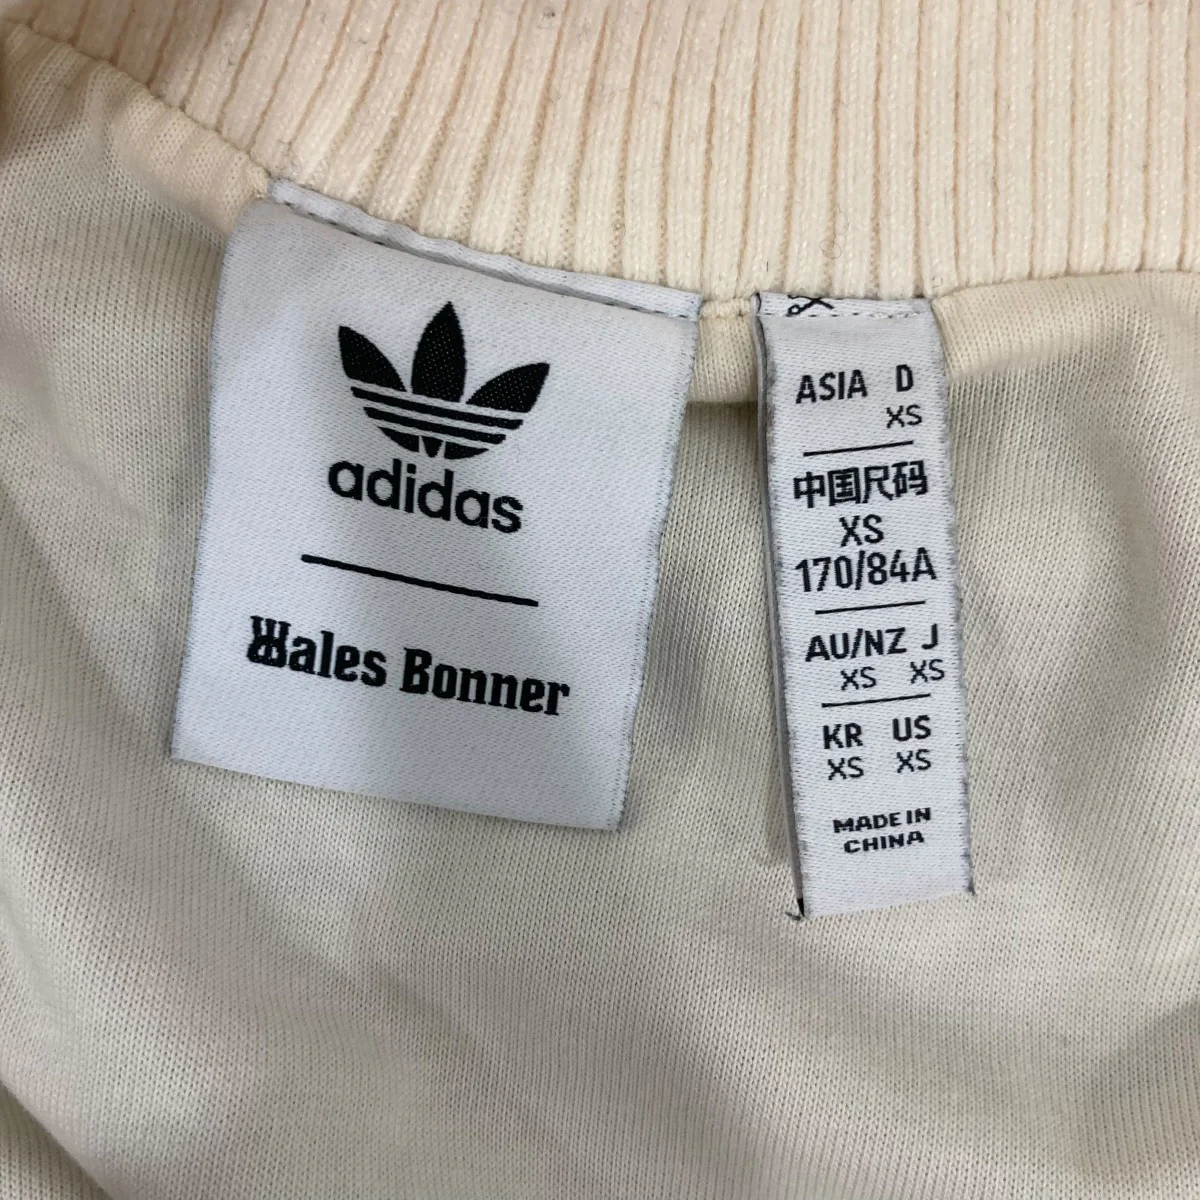 adidas
Wales Bonner
ASIA D
XS
中国尺码
XS
170/84A
AU/NZ J
XS XS
KR US
XS XS
MADE IN
CHINA